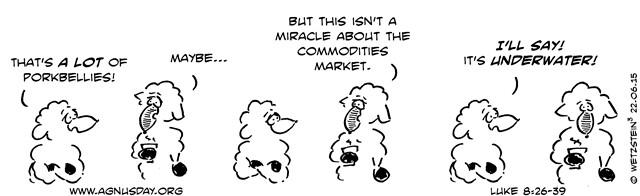 THAT'S A LOT OF
PORKBELLIES!
MAYBE...
BUT THIS ISN'T A
MIRACLE ABOUT THE
COMMODITIES
MARKET.
I'LL SAY!
IT'S UNDERWATER!
WWW.AGNUSDAY.ORG
LUKE 8:26-39
© WETZSTEIN³ 22-06-15